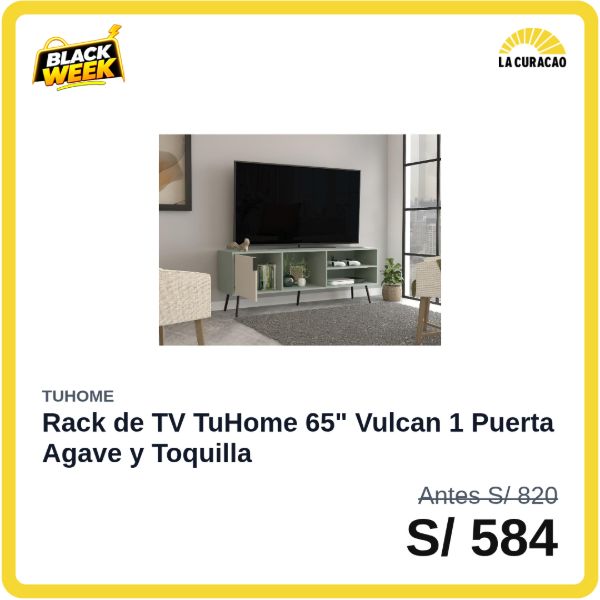 BLACK
WEEK
LA CURACAO
TUHOME
Rack de TV TuHome 65" Vulcan 1 Puerta
Agave y Toquilla
Antes S/ 820
S/ 584